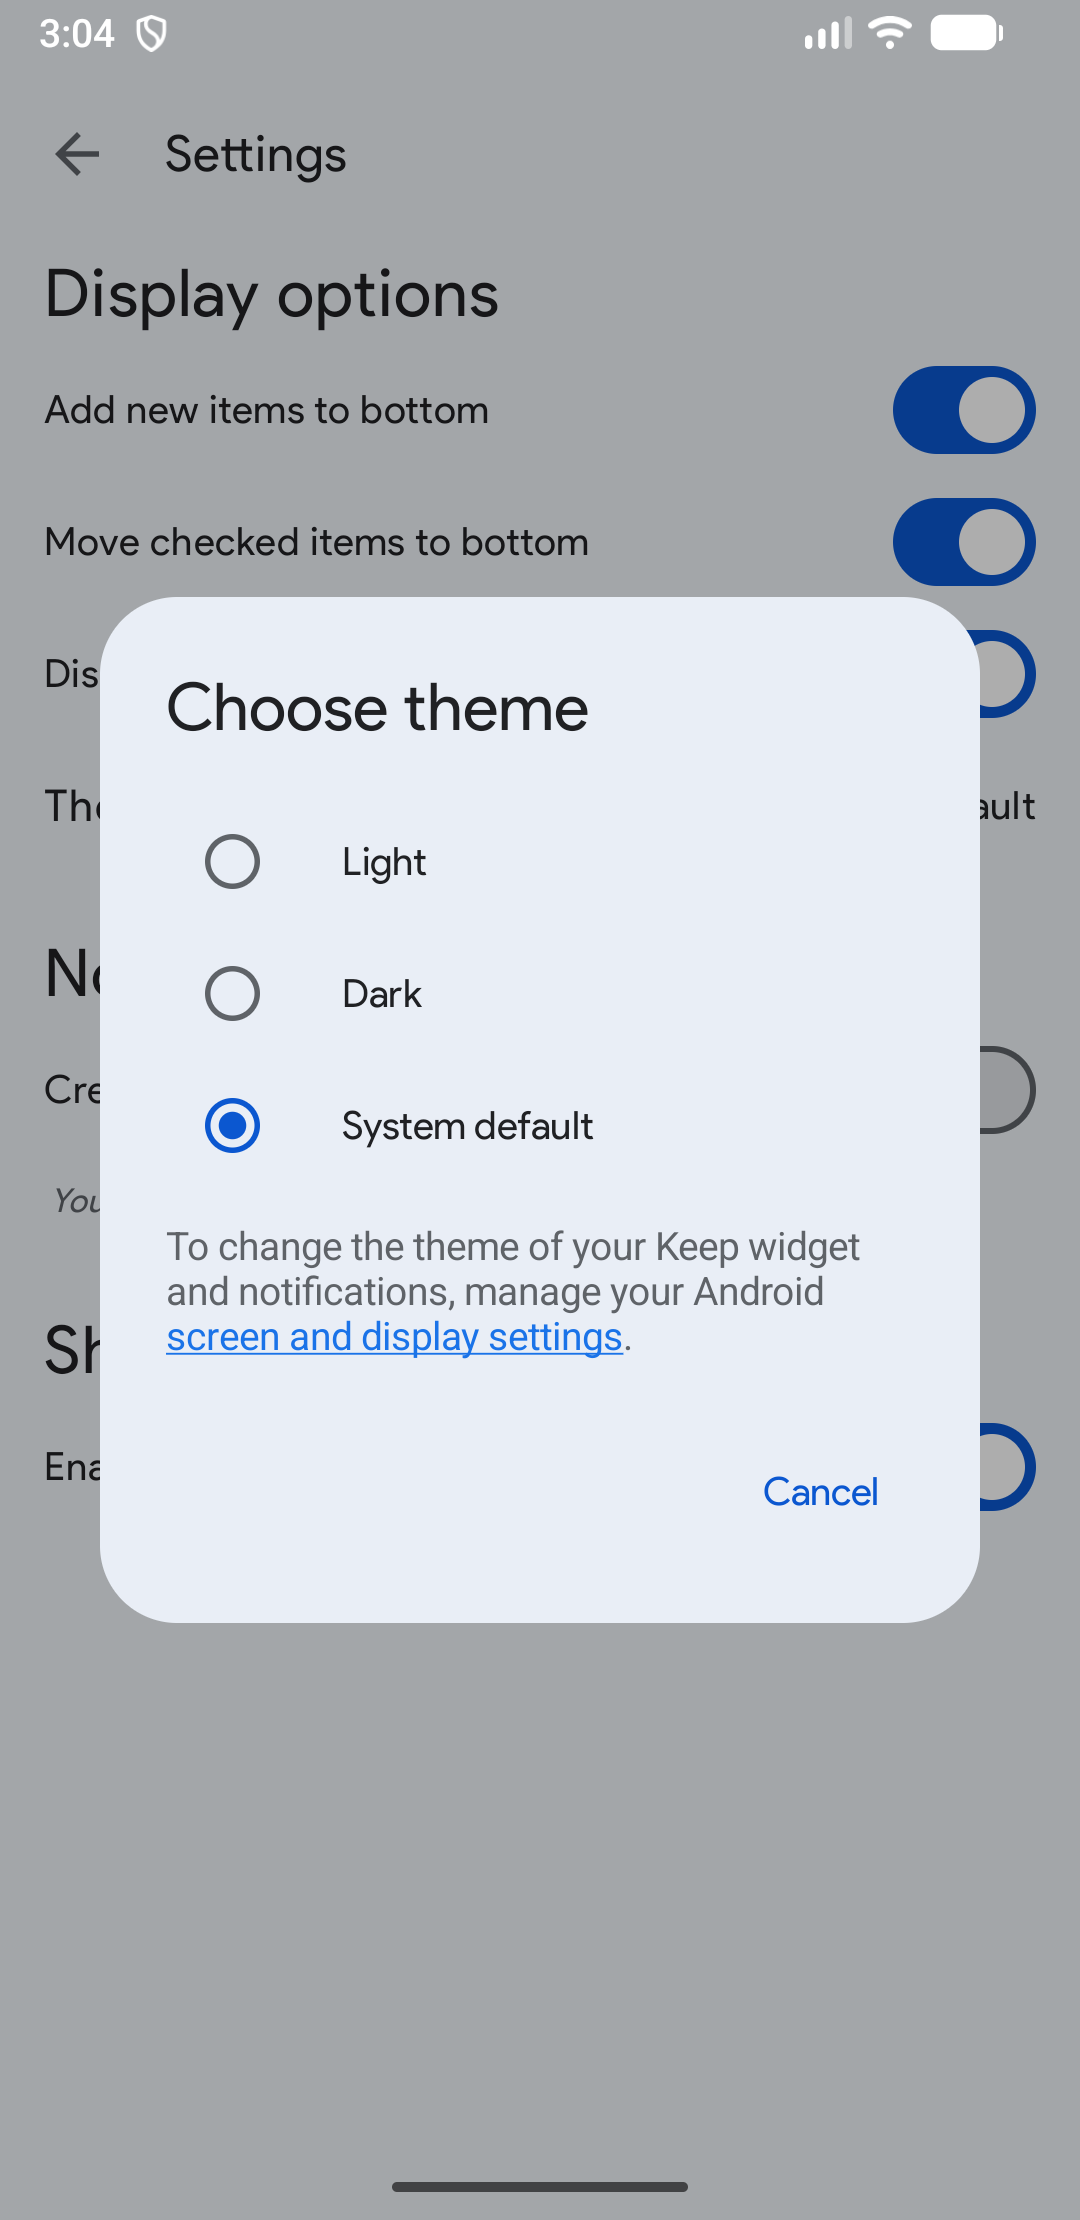 3:04
Settings
Display options
Add new items to bottom
Move checked items to bottom
Dis
Choose theme
The
ault
Light
No
Dark
Cre
System default
You
To change the theme of your Keep widget
and notifications, manage your Android
screen and display settings.
Sh
Ena
Cancel